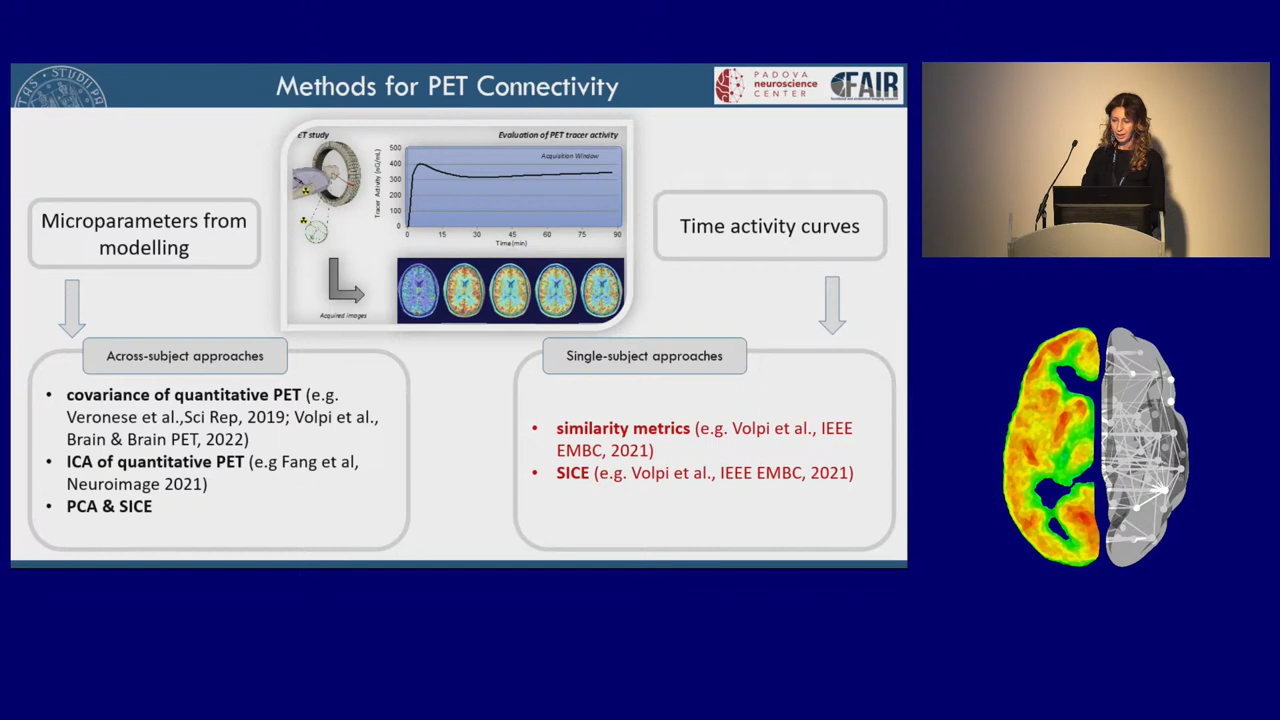 Methods for PET Connectivity
PADOVA
neuroscience
CENTER
FAIR
Evaluation of PET tracer activity
ET study
Acquisition Window
Tracer Activity
500
400
300
200
100
0
0 15 30 45 60 75 90
Time(min)
Acquired images
Microparameters from
modelling
Time activity curves
Across-subject approaches
• covariance of quantitative PET (e.g.
Veronese et al.,Sci Rep, 2019; Volpi et al.,
Brain & Brain PET, 2022)
• ICA of quantitative PET (e.g Fang et al,
Neuroimage 2021)
• PCA & SICE
Single-subject approaches
• similarity metrics (e.g. Volpi et al., IEEE
EMBC, 2021)
• SICE (e.g. Volpi et al., IEEE EMBC, 2021)